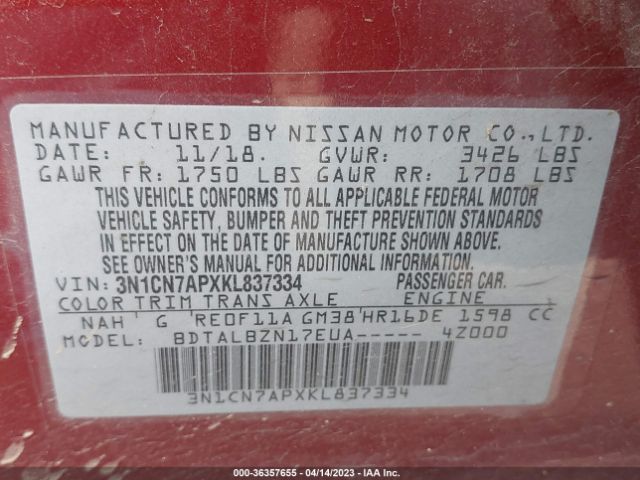 MANUFACTURED BY NISSAN MOTOR CO., LTD.
DATE: 11/18. GVWR: 3426 LBS
GAWR FR: 1750 LBS GAWR RR: 1708 LBS
THIS VEHICLE CONFORMS TO ALL APPLICABLE FEDERAL MOTOR
VEHICLE SAFETY, BUMPER AND THEFT PREVENTION STANDARDS
IN EFFECT ON THE DATE OF MANUFACTURE SHOWN ABOVE.
SEE OWNER'S MANUAL FOR ADDITIONAL INFORMATION.
VIN: 3N1CN7APXKL837334 PASSENGER CAR.
COLOR TRIM TRANS AXLE ENGINE
NAH G RE0F11A GM38 HR16DE 1598 CC
MODEL: BDTALBZN17EUA----- 4Z000
3N1CN7APXKL837334
000-36357655 - 04/14/2023 - IAAI.com